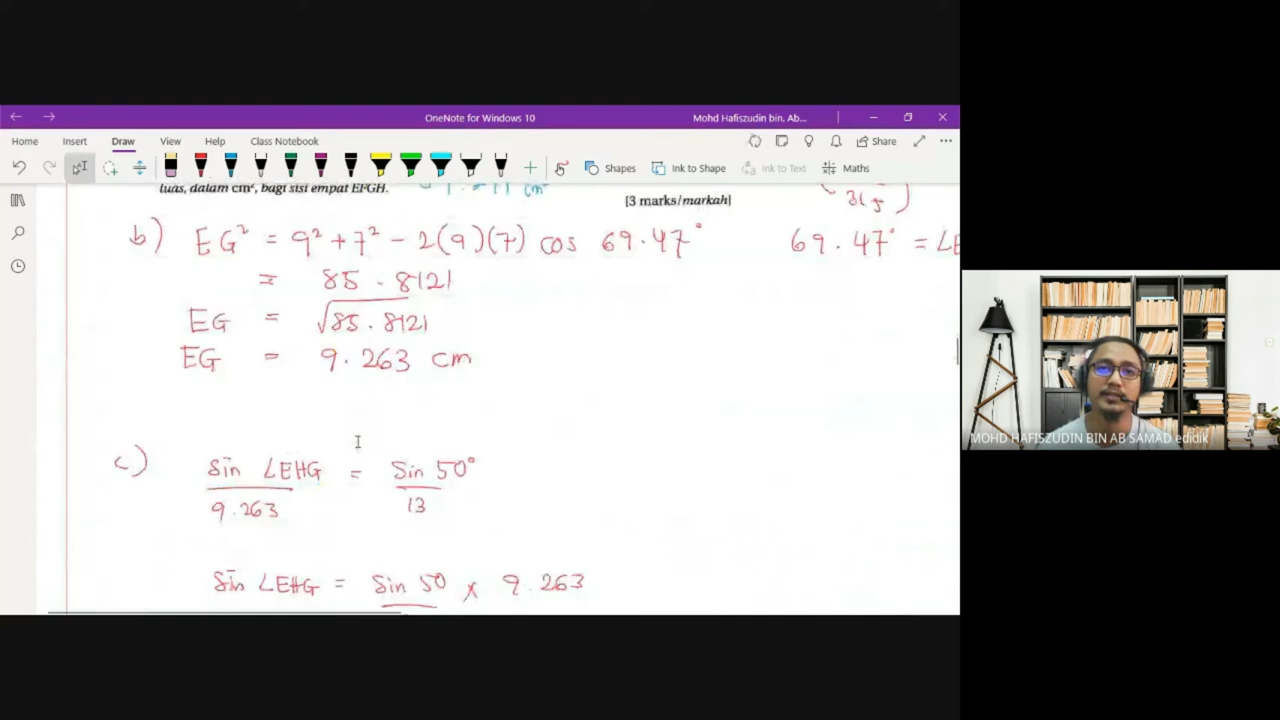 OneNote for Windows 10
Mohd Hafiszudin bin. Ab...
Home Insert Draw View Help Class Notebook Share
Shapes Ink to Shape Ink to Text Maths
luas, dalam cm², bagi sisi empat EFGH. cm²
[3 marks/markah]
b) EG² = 9² + 7² - 2(9)(7) cos 69.47° 69.47° = ∠E
= 85.8121
EG = √85.8121
EG = 9.263 cm
c) Sin ∠EHG / 9.263 = Sin 50° / 13
Sin ∠EHG = Sin 50 × 9.263
MOHD HAFISZUDIN BIN AB SAMAD edidik